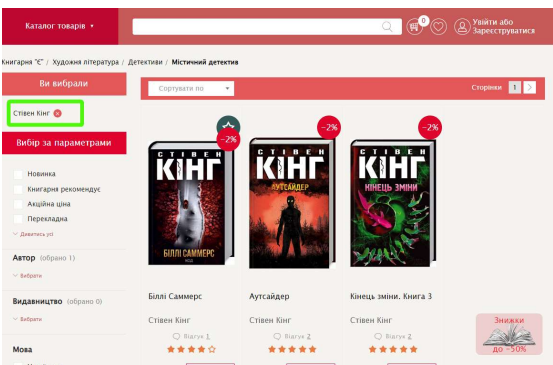 Каталог товарів
0
Увійти або
Зареєструватися
Книгарня "Є" / Художня література / Детективи / Містичний детектив
Ви вибрали
Стівен Кінг
Вибір за параметрами
Новинка
Книгарня рекомендує
Акційна ціна
Перекладна
Дивитись усі
Автор (обрано 1)
Вибрати
Видавництво (обрано 0)
Вибрати
Мова
Сортувати по
Сторінки 1
-2%
СТІВЕН
КІНГ
БІЛЛІ САММЕРС
Біллі Саммерс
Стівен Кінг
Відгук 1
-2%
СТІВЕН
КІНГ
АУТСАЙДЕР
Аутсайдер
Стівен Кінг
Відгук 2
-2%
СТІВЕН
КІНГ
КІНЕЦЬ ЗМІНИ
Кінець зміни. Книга 3
Стівен Кінг
Відгук 2
Знижки
до -50%